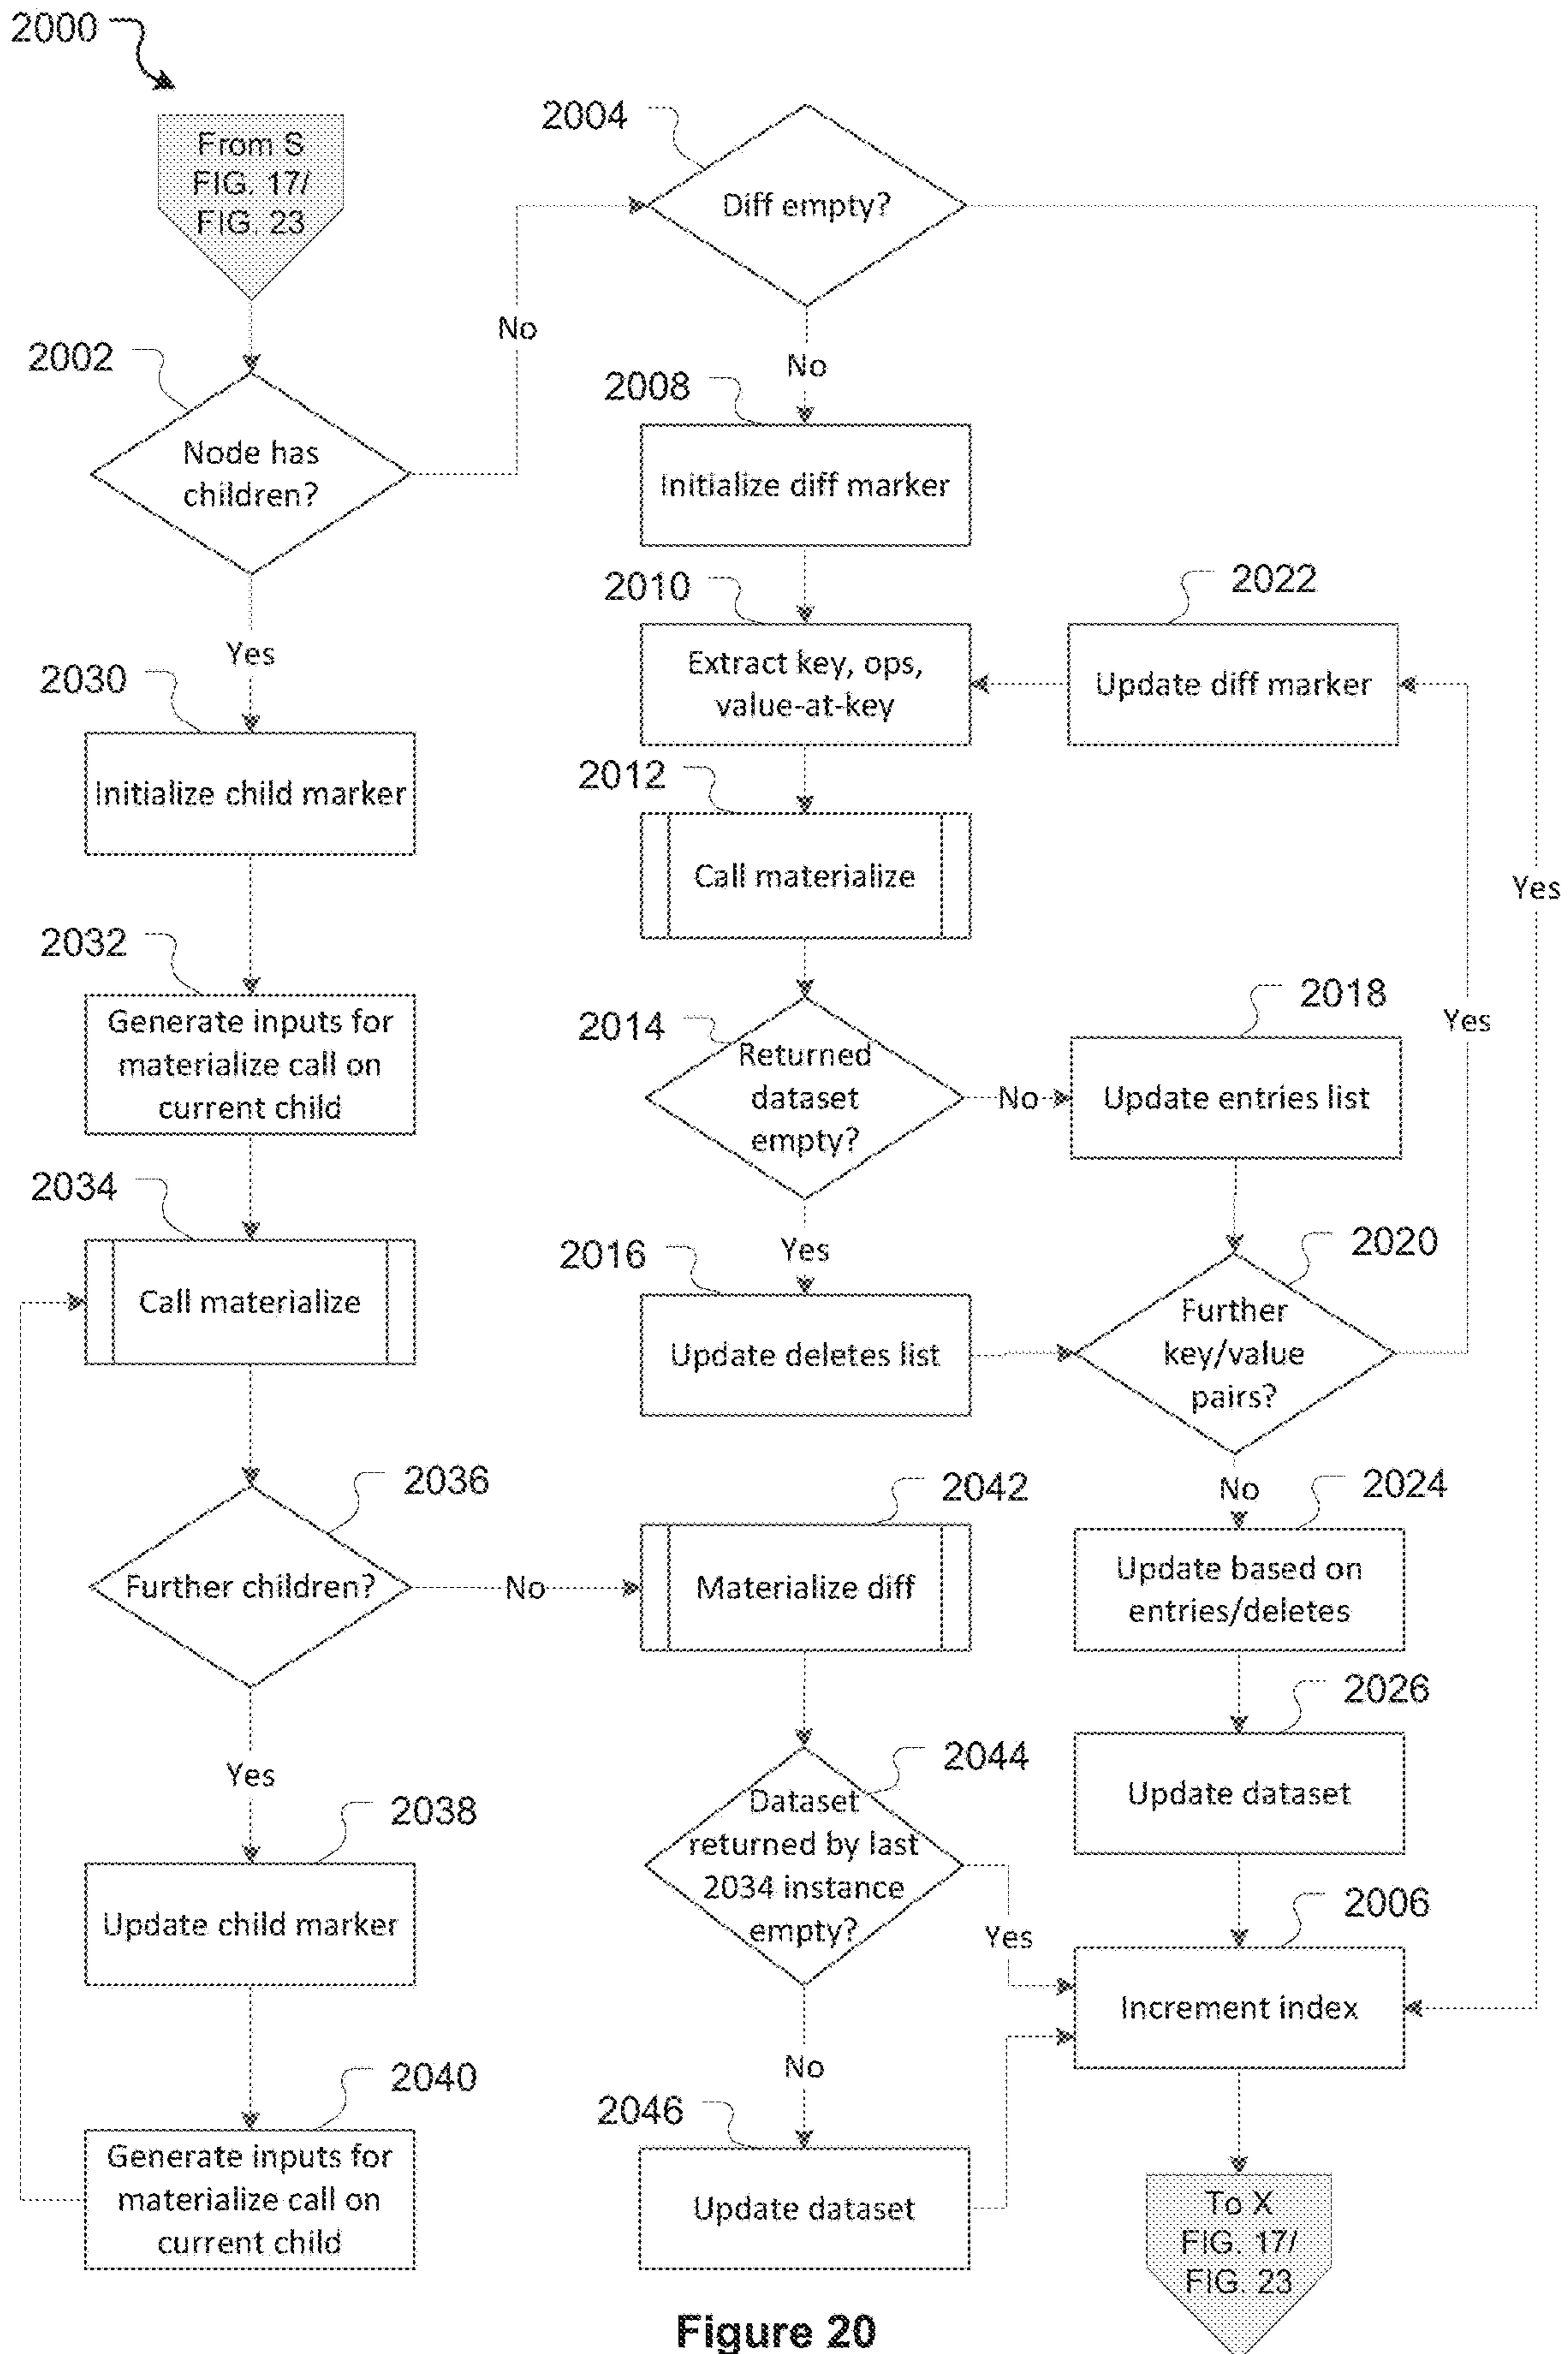 2000
From S
FIG. 17/
FIG. 23
2002
Node has
children?
No
Yes
2004
Diff empty?
No
Yes
2008
Initialize diff marker
2010
Extract key, ops,
value-at-key
2022
Update diff marker
2012
Call materialize
2014
Returned
dataset
empty?
No
Yes
2018
Update entries list
2016
Update deletes list
2020
Further
key/value
pairs?
Yes
No
2024
Update based on
entries/deletes
2026
Update dataset
2006
Increment index
To X
FIG. 17/
FIG. 23
2030
Initialize child marker
2032
Generate inputs for
materialize call on
current child
2034
Call materialize
2036
Further children?
No
Yes
2038
Update child marker
2040
Generate inputs for
materialize call on
current child
2042
Materialize diff
2044
Dataset
returned by last
2034 instance
empty?
Yes
No
2046
Update dataset
Figure 20